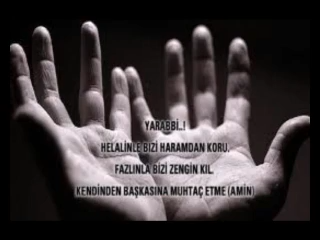 YARABBİ..!
HELALİNLE BİZİ HARAMDAN KORU.
FAZLINLA BİZİ ZENGİN KIL.
KENDİNDEN BAŞKASINA MUHTAÇ ETME (AMİN)